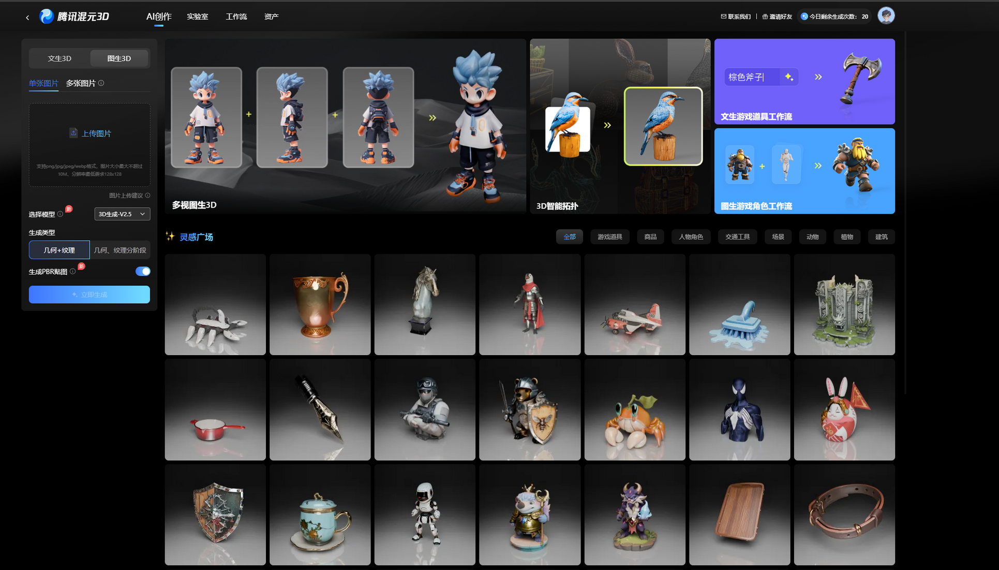 腾讯混元3D
AI创作
实验室
工作流
资产
联系我们
邀请好友
今日剩余生成次数： 20
文生3D
图生3D
单张图片
多张图片
上传图片
支持png/jpg/jpeg/webp格式，图片大小最大不超过
10M、分辨率最低要求128x128
图片上传建议
选择模型
新
3D生成-V2.5
生成类型
几何+纹理
几何、纹理分阶段
生成PBR贴图
新
立即生成
多视图生3D
3D智能拓扑
棕色斧子
文生游戏道具工作流
图生游戏角色工作流
灵感广场
全部
游戏道具
商品
人物角色
交通工具
场景
动物
植物
建筑